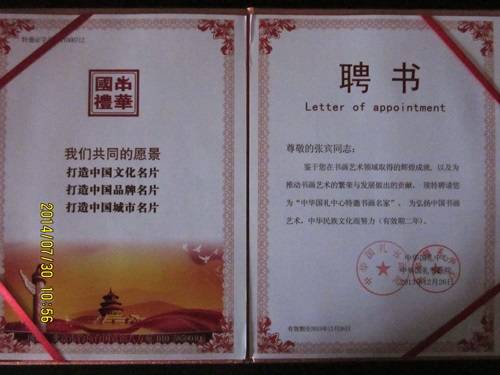 國中
禮華
我们共同的愿景
打造中国文化名片
打造中国品牌名片
打造中国城市名片
2014/07/30 10:56
聘书
Letter of appointment
尊敬的张宾同志：
鉴于您在书画艺术领域取得的辉煌成就，以及为
推动书画艺术的繁荣与发展做出的贡献，现特聘请您
为“中华国礼中心特邀书画名家”，为弘扬中国书画
艺术，中华民族文化而努力（有效期二年）。
中华国礼中心